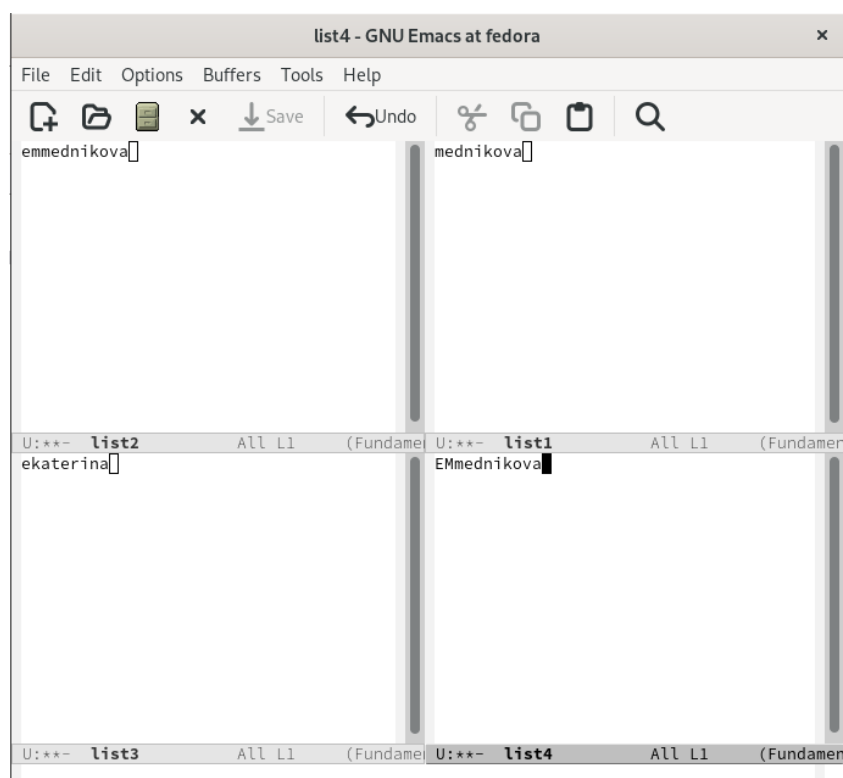 list4 - GNU Emacs at fedora
File Edit Options Buffers Tools Help
Save Undo
emmednikova
mednikova
U:**- list2 All L1 (Fundame
U:**- list1 All L1 (Fundamen
ekaterina
EMmednikova
U:**- list3 All L1 (Fundame
U:**- list4 All L1 (Fundamen